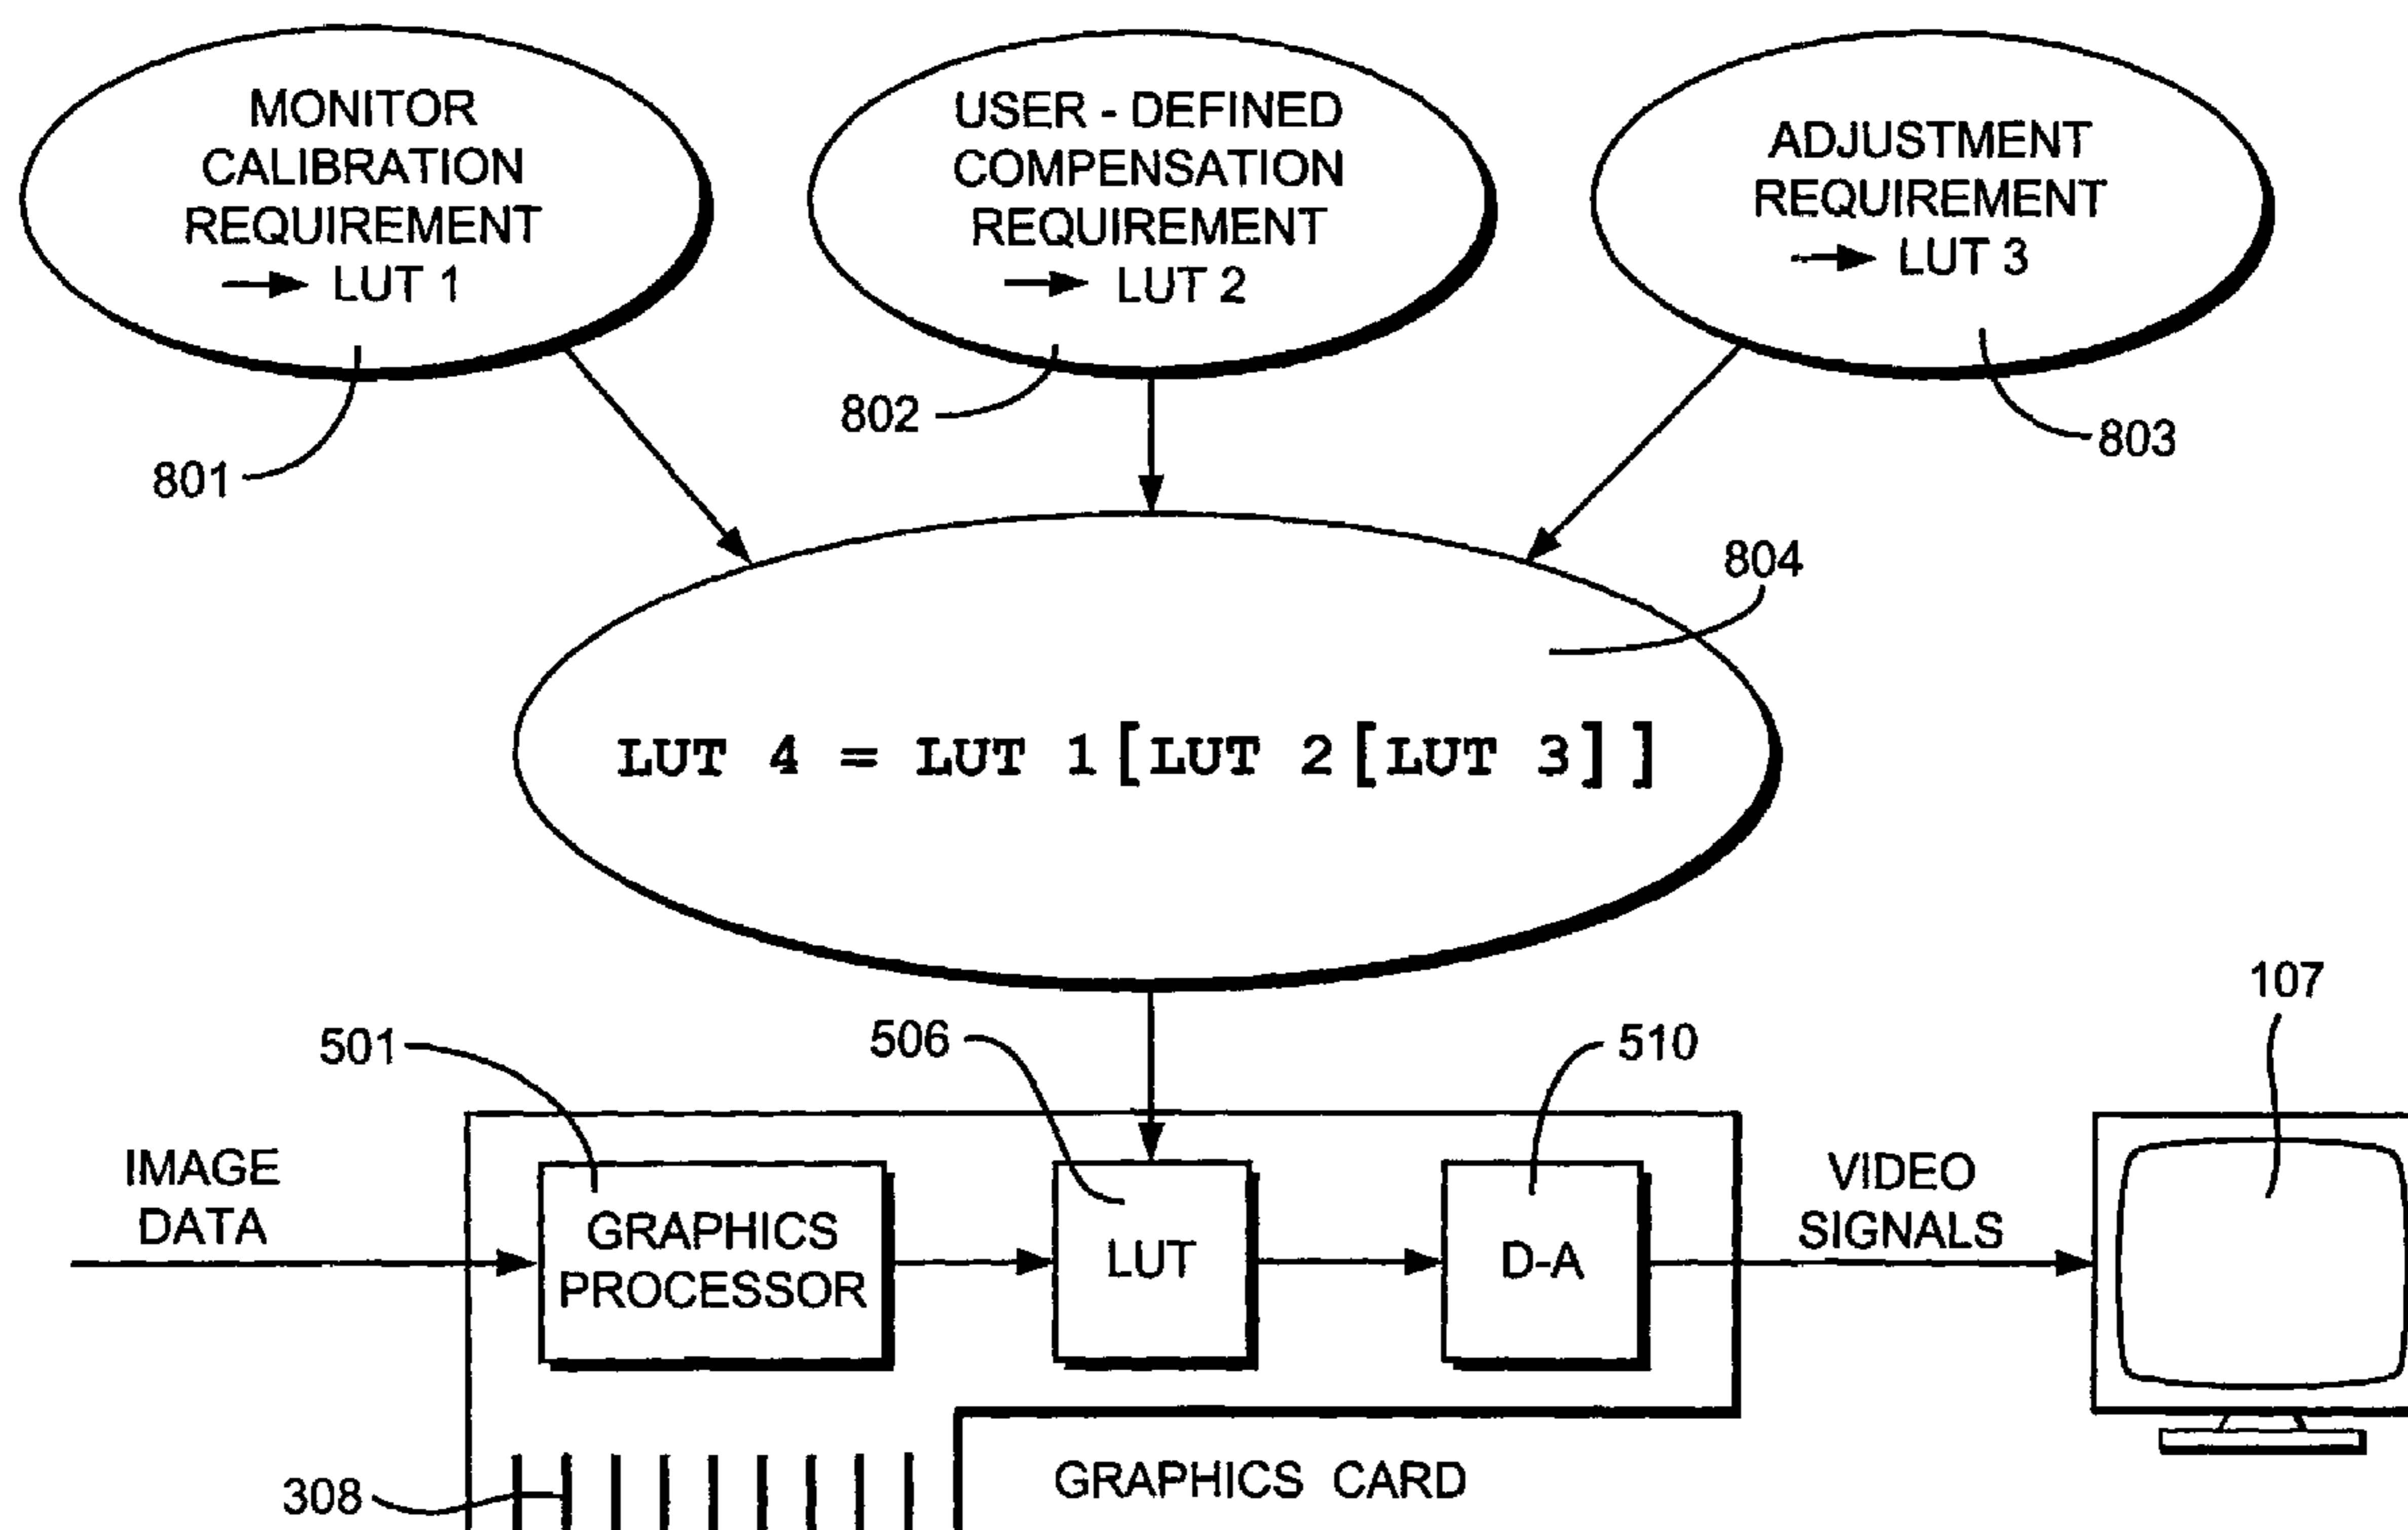 MONITOR
CALIBRATION
REQUIREMENT
→ LUT 1
USER - DEFINED
COMPENSATION
REQUIREMENT
→ LUT 2
ADJUSTMENT
REQUIREMENT
→ LUT 3
801
802
803
804
LUT 4 = LUT 1[LUT 2[LUT 3]]
107
501
506
510
IMAGE
DATA
GRAPHICS
PROCESSOR
LUT
D-A
VIDEO
SIGNALS
308
GRAPHICS CARD